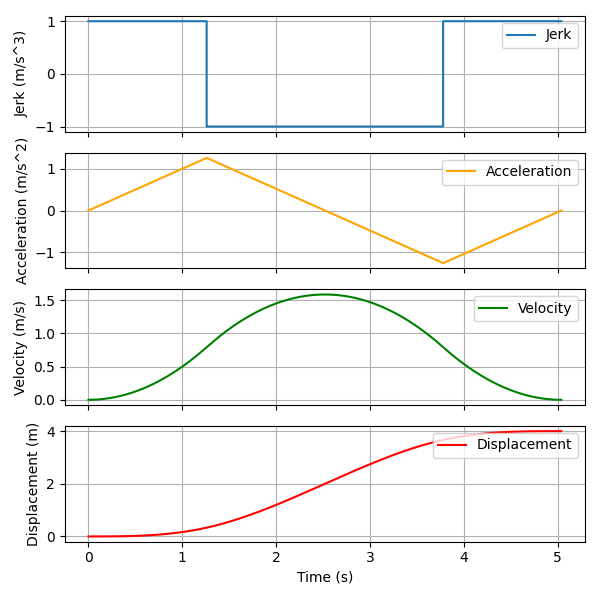 Jerk (m/s^3)
1
0
−1
Jerk
Acceleration (m/s^2)
1
0
−1
Acceleration
Velocity (m/s)
1.5
1.0
0.5
0.0
Velocity
Displacement (m)
4
2
0
Displacement
0 1 2 3 4 5
Time (s)